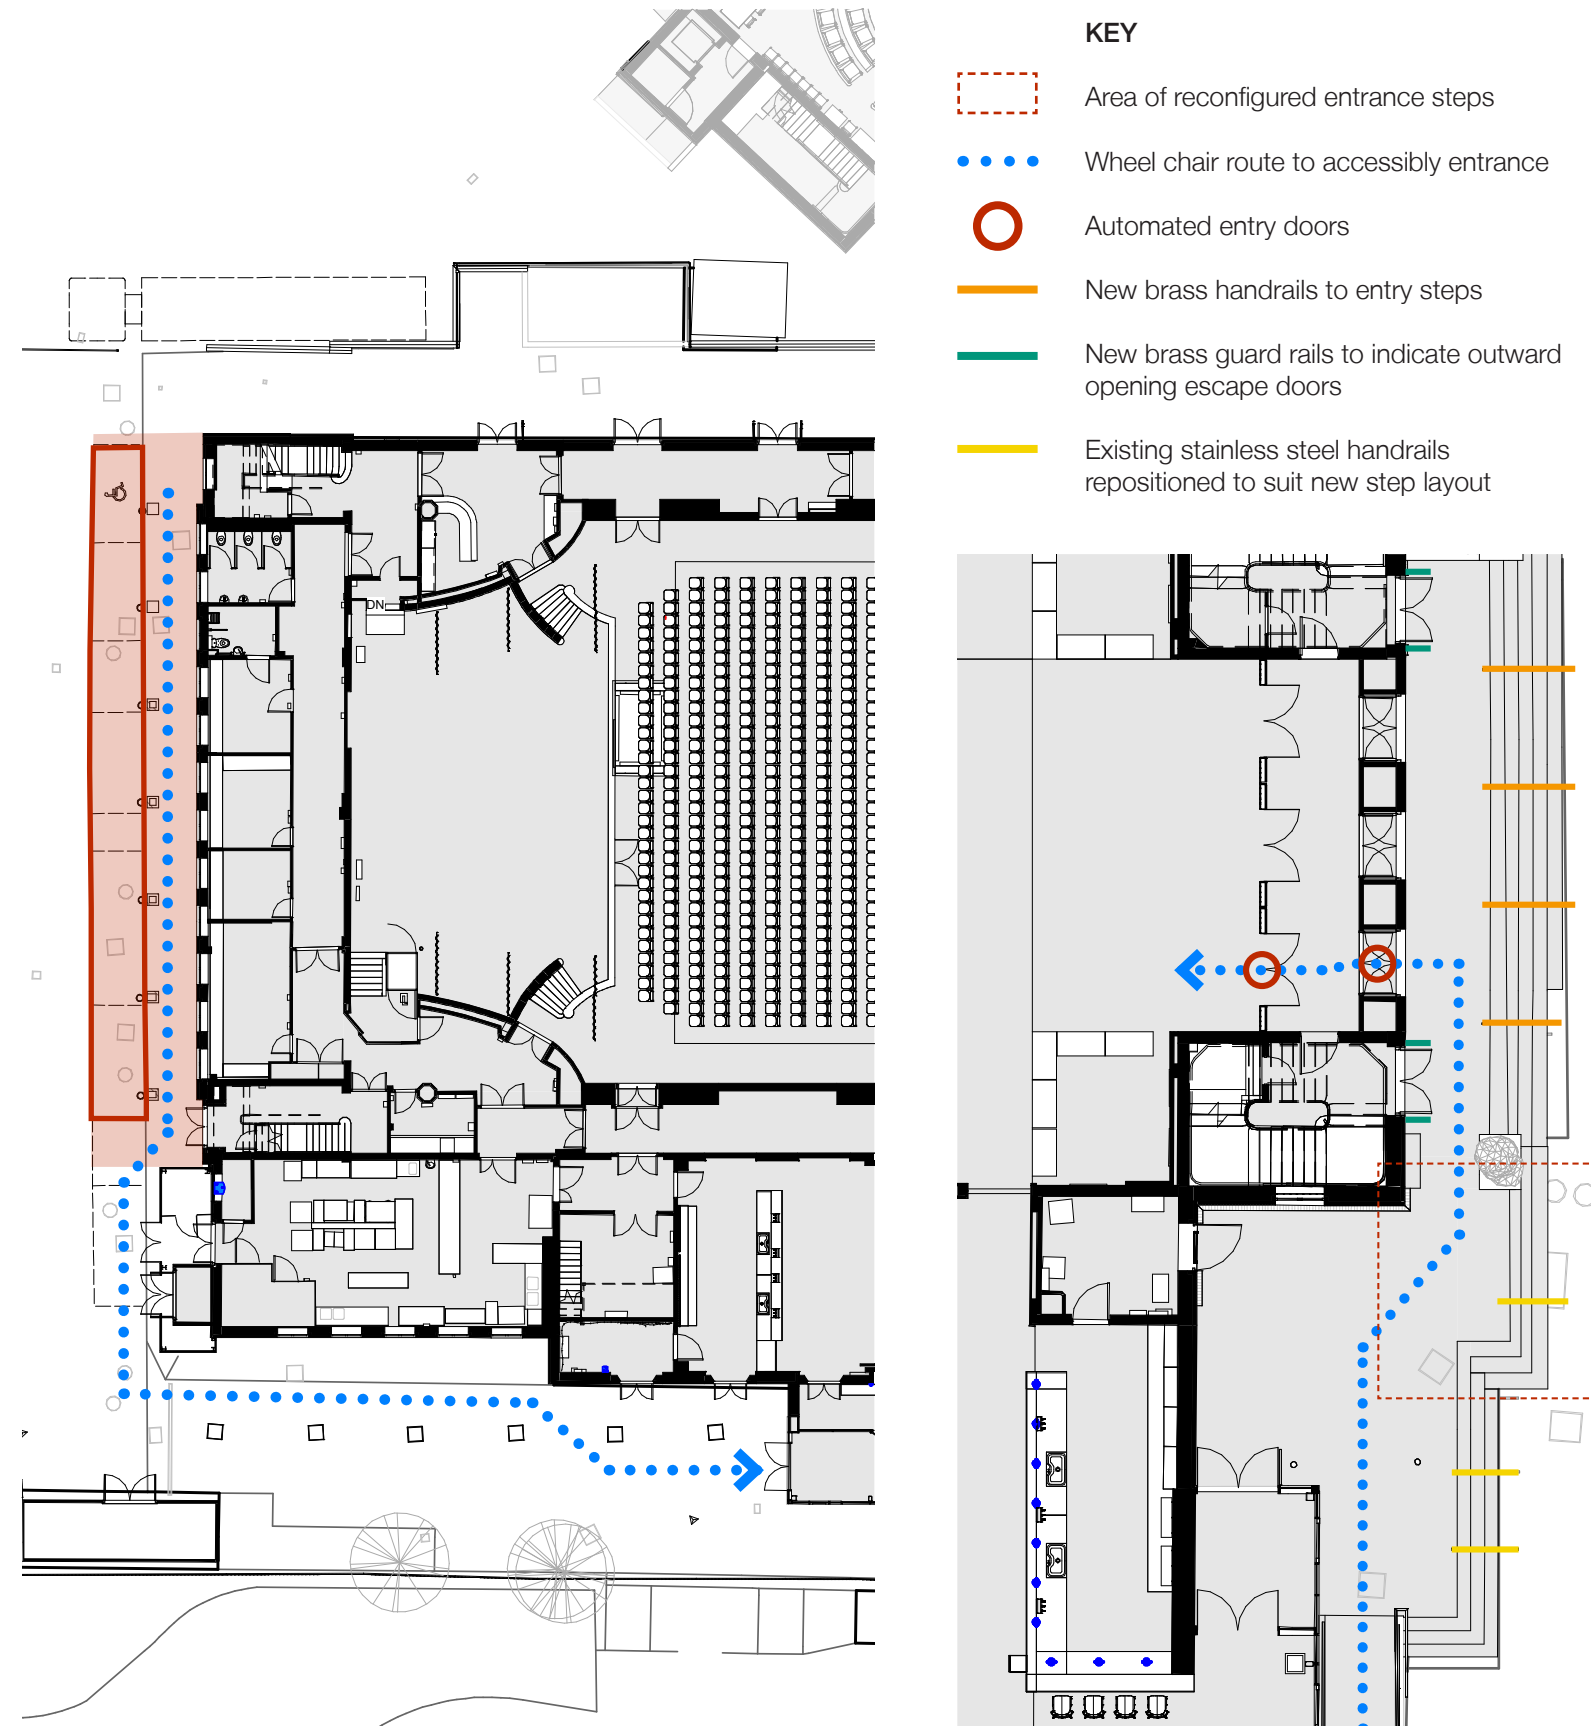 KEY
Area of reconfigured entrance steps
Wheel chair route to accessibly entrance
Automated entry doors
New brass handrails to entry steps
New brass guard rails to indicate outward
opening escape doors
Existing stainless steel handrails
repositioned to suit new step layout
DN